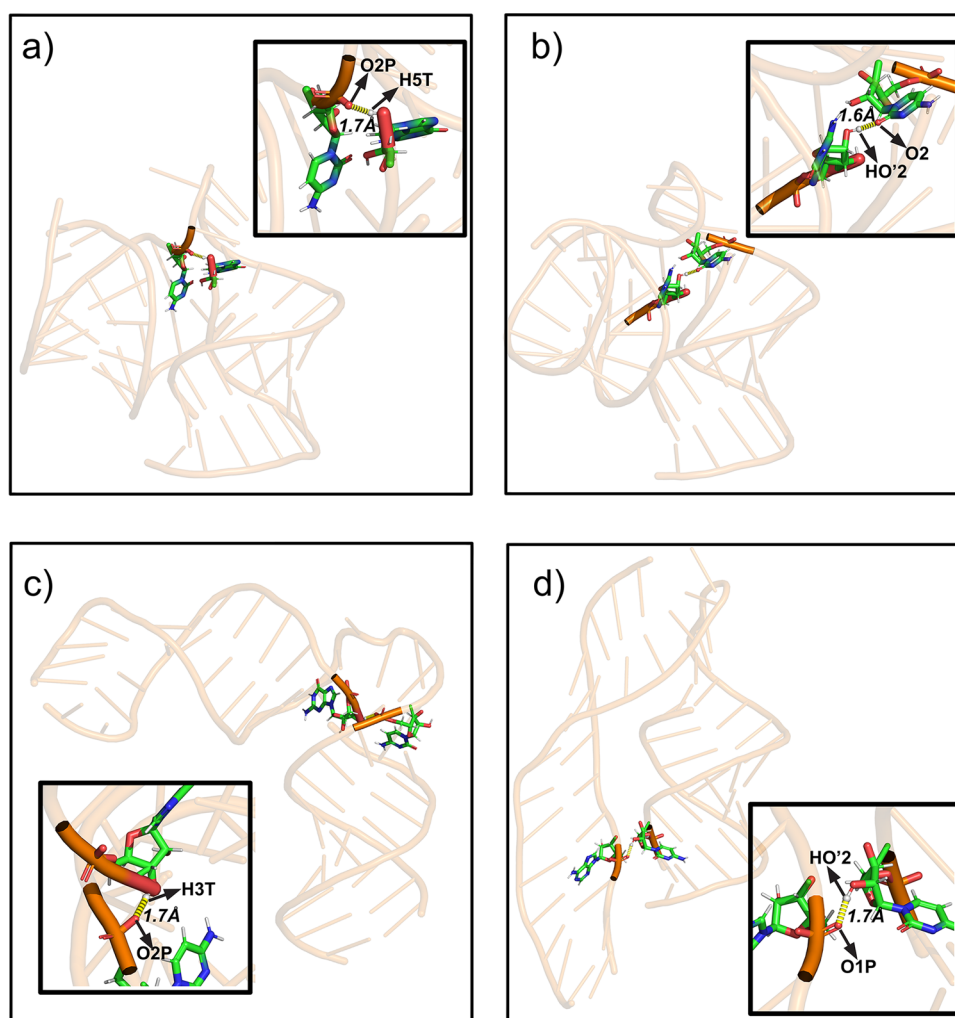 a)
O2P
H5T
1.7Å
b)
1.6Å
O2
HO'2
c)
H3T
1.7Å
O2P
d)
HO'2
1.7Å
O1P